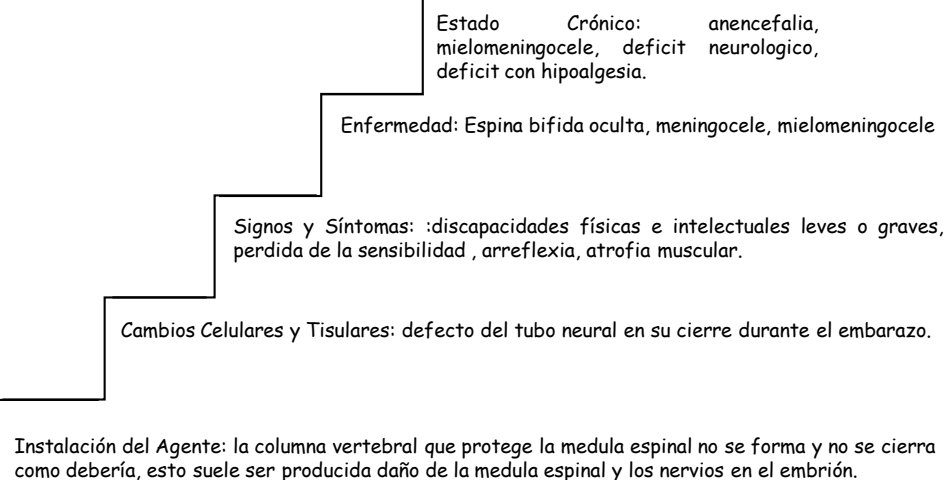 Estado Crónico: anencefalia,
mielomeningocele, deficit neurologico,
deficit con hipoalgesia.
Enfermedad: Espina bifida oculta, meningocele, mielomeningocele
Signos y Síntomas: :discapacidades físicas e intelectuales leves o graves,
perdida de la sensibilidad , arreflexia, atrofia muscular.
Cambios Celulares y Tisulares: defecto del tubo neural en su cierre durante el embarazo.
Instalación del Agente: la columna vertebral que protege la medula espinal no se forma y no se cierra
como debería, esto suele ser producida daño de la medula espinal y los nervios en el embrión.